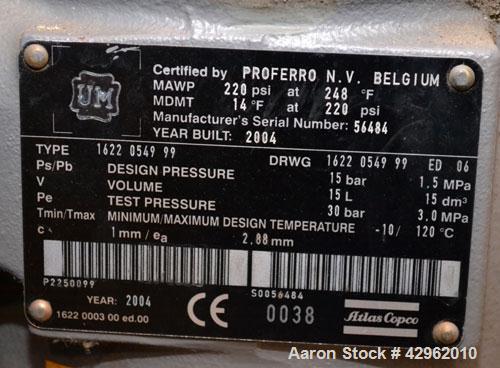 UM
Certified by PROFERRO N.V. BELGIUM
MAWP 220 psi at 248 °F
MDMT 14 °F at 220 psi
Manufacturer's Serial Number: 56484
YEAR BUILT: 2004
TYPE 1622 0549 99 DRWG 1622 0549 99 ED 06
Ps/Pb DESIGN PRESSURE 15 bar 1.5 MPa
V VOLUME 15 L 15 dm³
Pe TEST PRESSURE 30 bar 3.0 MPa
Tmin/Tmax MINIMUM/MAXIMUM DESIGN TEMPERATURE -10/ 120°C
c 1mm/ea 2.88mm
P2250099 S0056484
YEAR: 2004 CE 0038 Atlas Copco
1622 0003 00 ed.00
Aaron Stock # 42962010